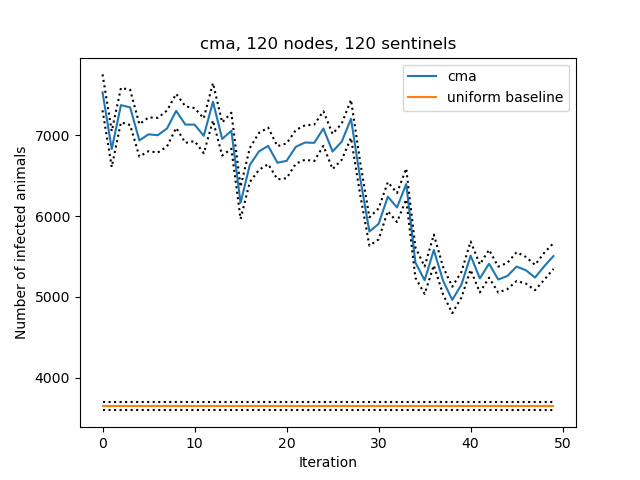 cma, 120 nodes, 120 sentinels
cma
uniform baseline
Number of infected animals
7000
6000
5000
4000
0 10 20 30 40 50
Iteration